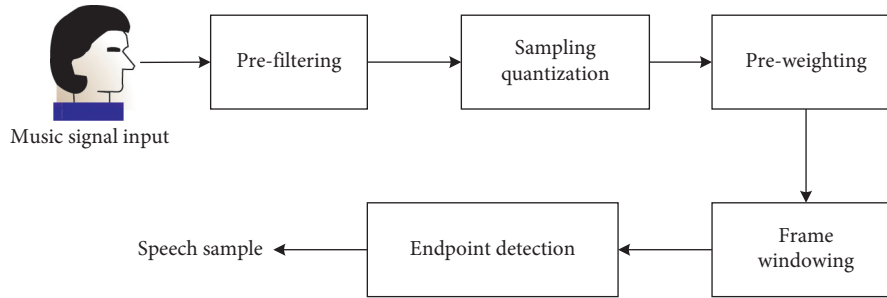 Music signal input
Pre-filtering
Sampling
quantization
Pre-weighting
Frame
windowing
Endpoint detection
Speech sample